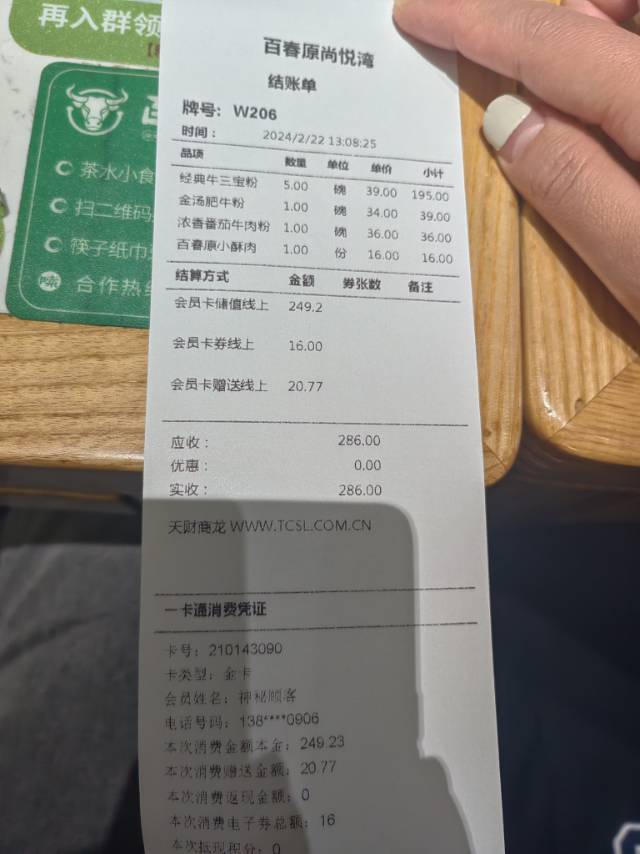 再入群领
茶水小食
扫二维码
筷子纸巾
合作热线
百春原尚悦湾
结账单
牌号：W206
时间： 2024/2/22 13:08:25
品项 数量 单位 单价 小计
经典牛三宝粉 5.00 碗 39.00 195.00
金汤肥牛粉 1.00 碗 34.00 39.00
浓香番茄牛肉粉 1.00 碗 36.00 36.00
百春原小酥肉 1.00 份 16.00 16.00
结算方式 金额 券张数 备注
会员卡储值线上 249.2
会员卡券线上 16.00
会员卡赠送线上 20.77
应收： 286.00
优惠： 0.00
实收： 286.00
天财商龙 WWW.TCSL.COM.CN
一卡通消费凭证
卡号：210143090
卡类型：金卡
会员姓名：神秘顾客
电话号码：138****0906
本次消费金额本金：249.23
本次消费赠送金额：20.77
本次消费返现金额：0
本次消费电子券总额：16
本次抵现积分：0